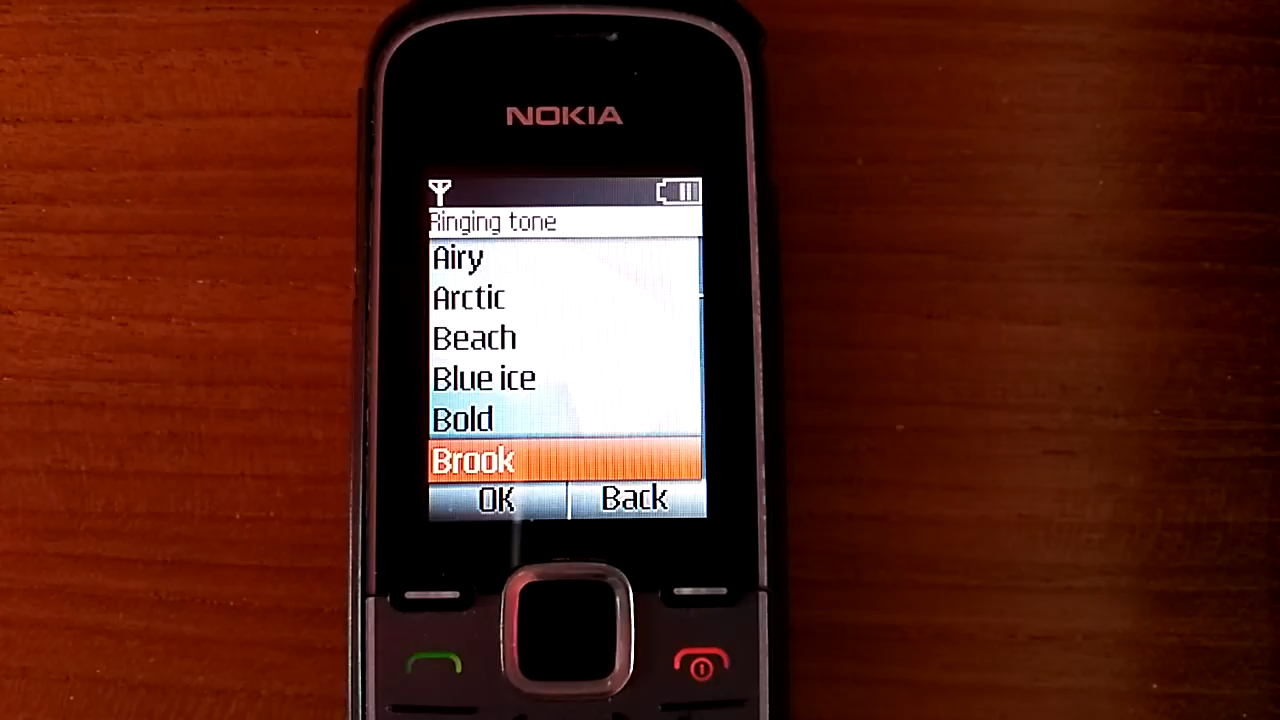 NOKIA
Ringing tone
Airy
Arctic
Beach
Blue ice
Bold
Brook
OK Back